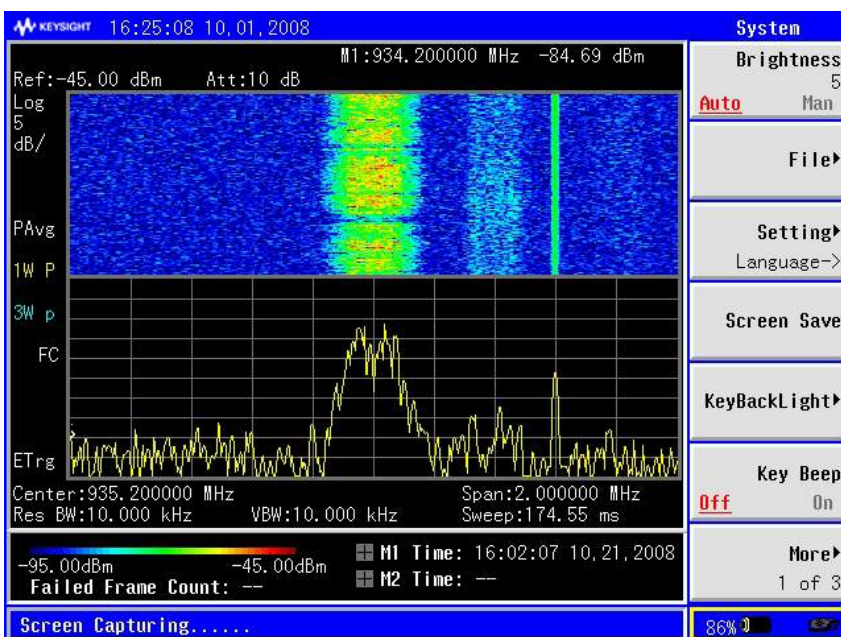 KEYSIGHT 16:25:08 10,01,2008 System
M1:934.200000 MHz -84.69 dBm
Ref:-45.00 dBm Att:10 dB
Log
5
dB/
PAvg
1W P
3W p
FC
ETrg
Center:935.200000 MHz Span:2.000000 MHz
Res BW:10.000 kHz VBW:10.000 kHz Sweep:174.55 ms
-95.00dBm -45.00dBm
Failed Frame Count: --
M1 Time: 16:02:07 10,21,2008
M2 Time: --
Screen Capturing......
Brightness
5
Auto Man
File
Setting
Language->
Screen Save
KeyBackLight
Key Beep
Off On
More
1 of 3
86%